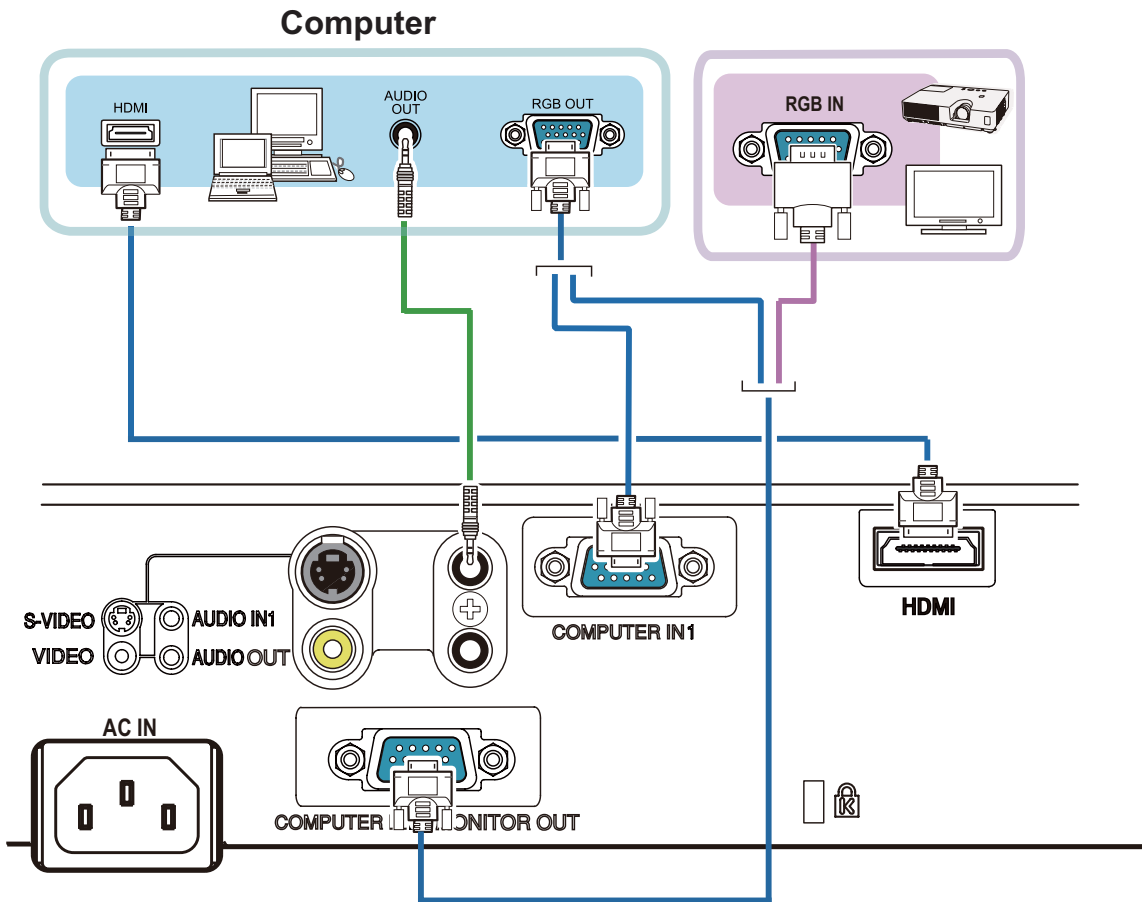 Computer
HDMI
AUDIO
OUT
RGB OUT
RGB IN
S-VIDEO
AUDIO IN1
VIDEO
AUDIO OUT
COMPUTER IN1
HDMI
AC IN
COMPUTER MONITOR OUT
K